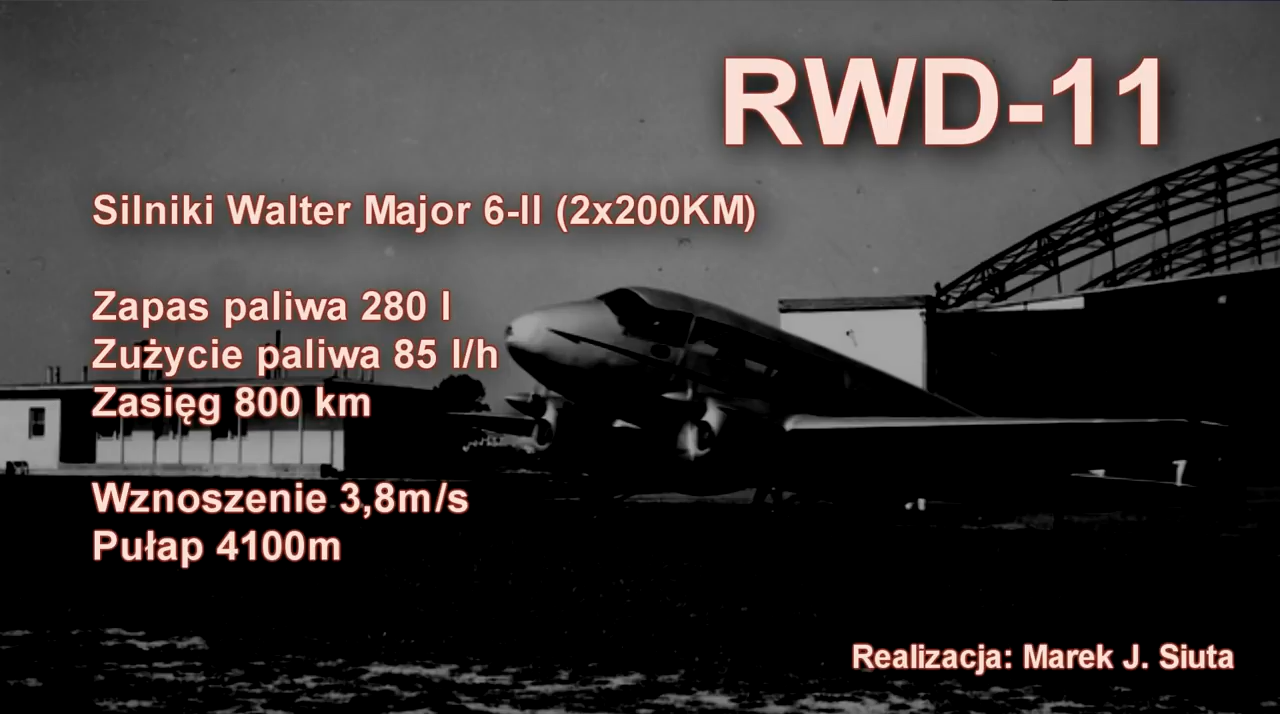 RWD-11
Silniki Walter Major 6-II (2x200KM)
Zapas paliwa 280 l
Zużycie paliwa 85 l/h
Zasięg 800 km
Wznoszenie 3,8m/s
Pułap 4100m
Realizacja: Marek J. Siuta